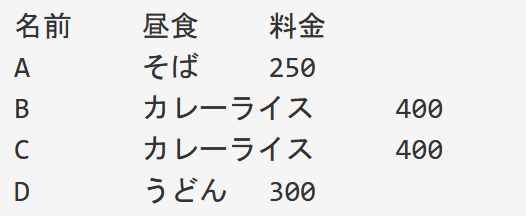 名前 昼食 料金
A そば 250
B カレーライス 400
C カレーライス 400
D うどん 300